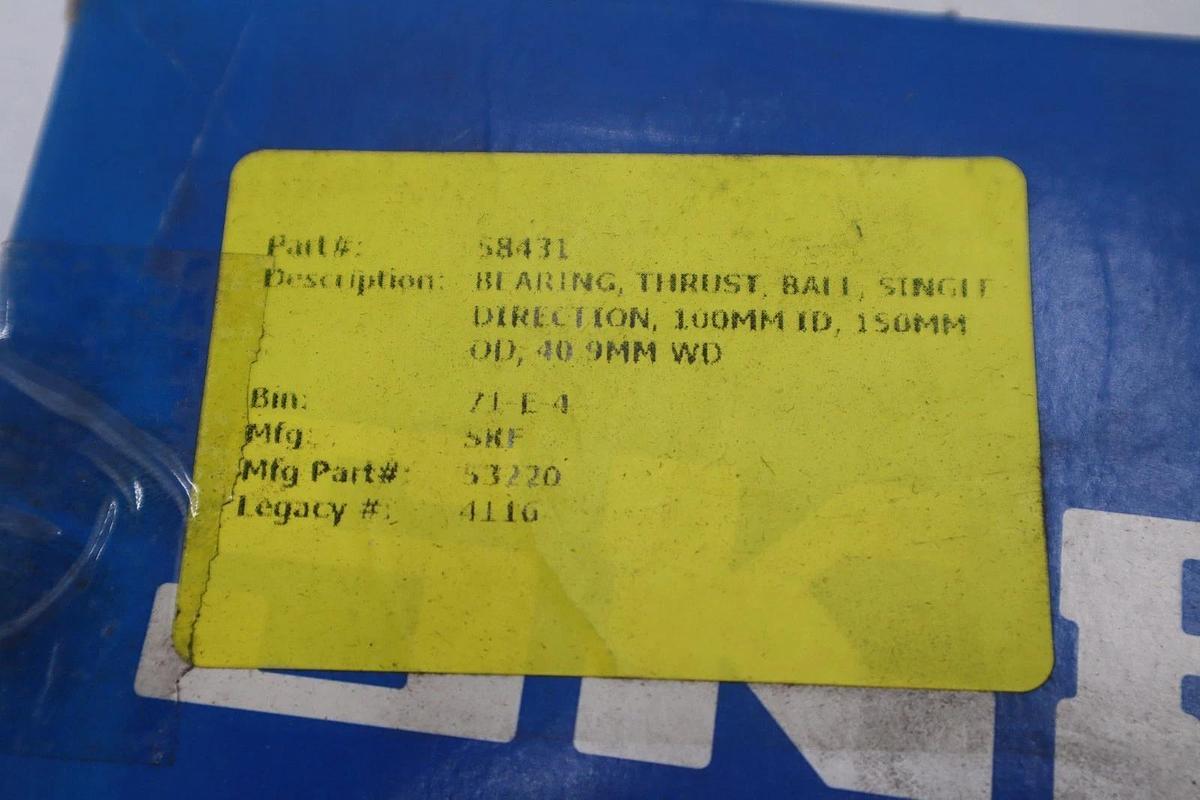 Part#: 58431
Description: BEARING, THRUST, BALL, SINGLE
DIRECTION, 100MM ID, 150MM
OD, 40.9MM WD
Bin: 71-E-4
Mfg: SKF
Mfg Part#: 53220
Legacy #: 4116
SKF